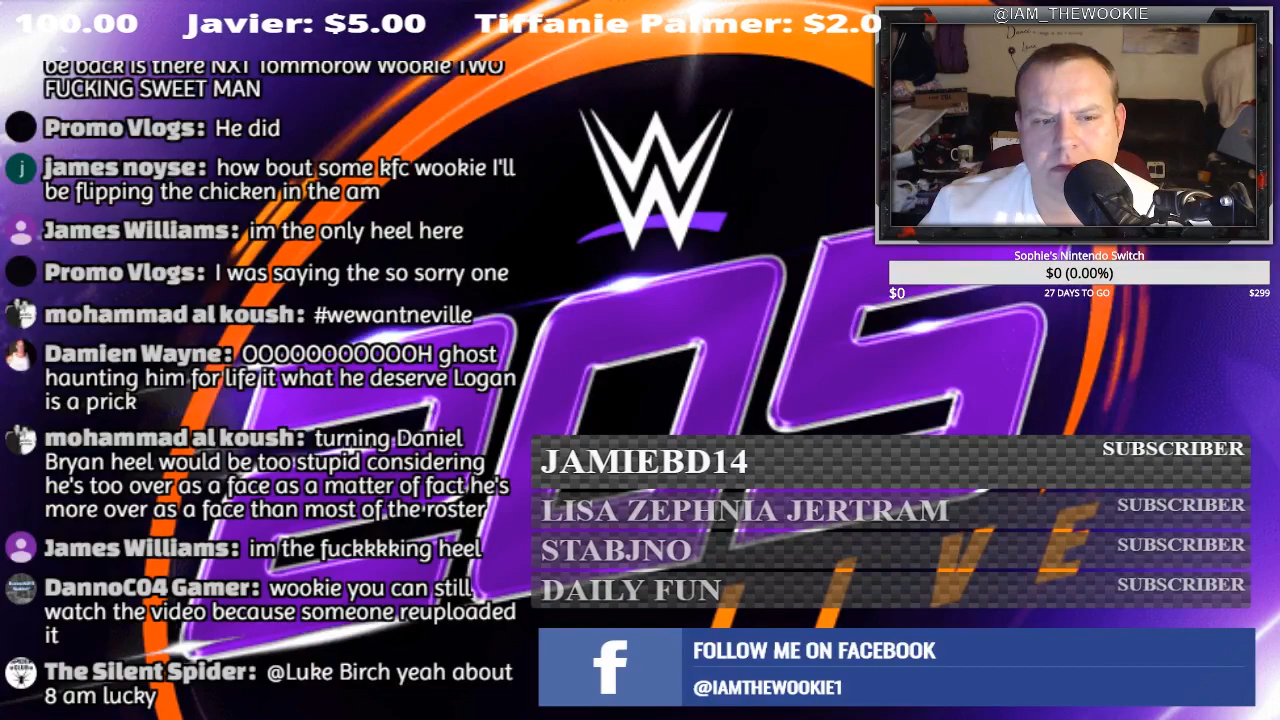 100.00 Javier: $5.00 Tiffanie Palmer: $2.0
be back is there NXT Tommorow Wookie TWO
FUCKING SWEET MAN
Promo Vlogs: He did
james noyse: how bout some kfc wookie I'll
be flipping the chicken in the am
James Williams: im the only heel here
Promo Vlogs: I was saying the so sorry one
mohammad al koush: #wewantneville
Damien Wayne: OOOOOOOOOOOH ghost
haunting him for life it what he deserve Logan
is a prick
mohammad al koush: turning Daniel
Bryan heel would be too stupid considering
he's too over as a face as a matter of fact he's
more over as a face than most of the roster
James Williams: im the fuckkkking heel
DannoC04 Gamer: wookie you can still
watch the video because someone reuploaded
it
The Silent Spider: @Luke Birch yeah about
8 am lucky
W
205
LIVE
@IAM_THEWOOKIE
Sophie's Nintendo Switch
$0 (0.00%)
$0 27 DAYS TO GO $299
JAMIEBD14 SUBSCRIBER
LISA ZEPHNIA JERTRAM SUBSCRIBER
STABJNO SUBSCRIBER
DAILY FUN SUBSCRIBER
f
FOLLOW ME ON FACEBOOK
@IAMTHEWOOKIE1